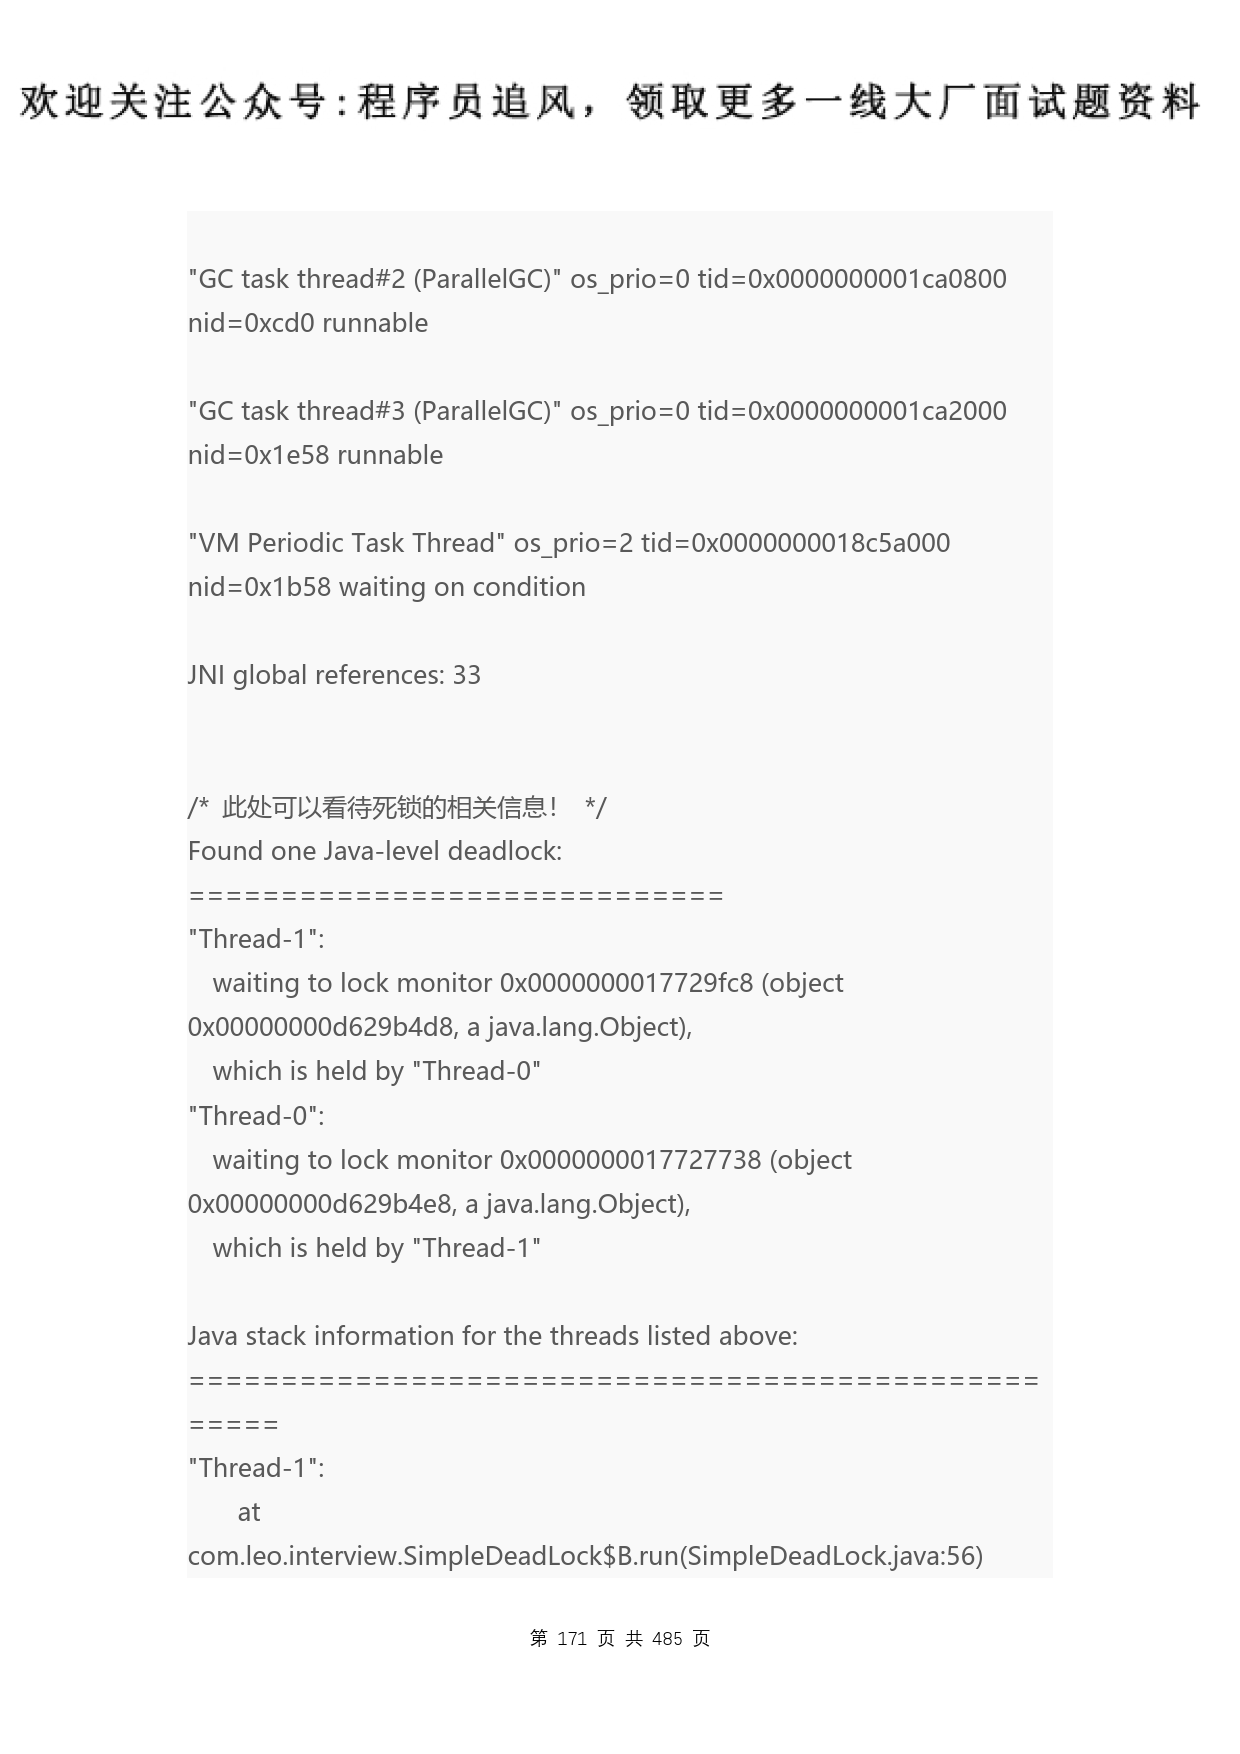 欢迎关注公众号:程序员追风，领取更多一线大厂面试题资料
"GC task thread#2 (ParallelGC)" os_prio=0 tid=0x0000000001ca0800
nid=0xcd0 runnable
"GC task thread#3 (ParallelGC)" os_prio=0 tid=0x0000000001ca2000
nid=0x1e58 runnable
"VM Periodic Task Thread" os_prio=2 tid=0x0000000018c5a000
nid=0x1b58 waiting on condition
JNI global references: 33
/* 此处可以看待死锁的相关信息！ */
Found one Java-level deadlock:
=============================
"Thread-1":
waiting to lock monitor 0x0000000017729fc8 (object
0x00000000d629b4d8, a java.lang.Object),
which is held by "Thread-0"
"Thread-0":
waiting to lock monitor 0x0000000017727738 (object
0x00000000d629b4e8, a java.lang.Object),
which is held by "Thread-1"
Java stack information for the threads listed above:
==============================================
=====
"Thread-1":
at
com.leo.interview.SimpleDeadLock$B.run(SimpleDeadLock.java:56)
第 171 页 共 485 页